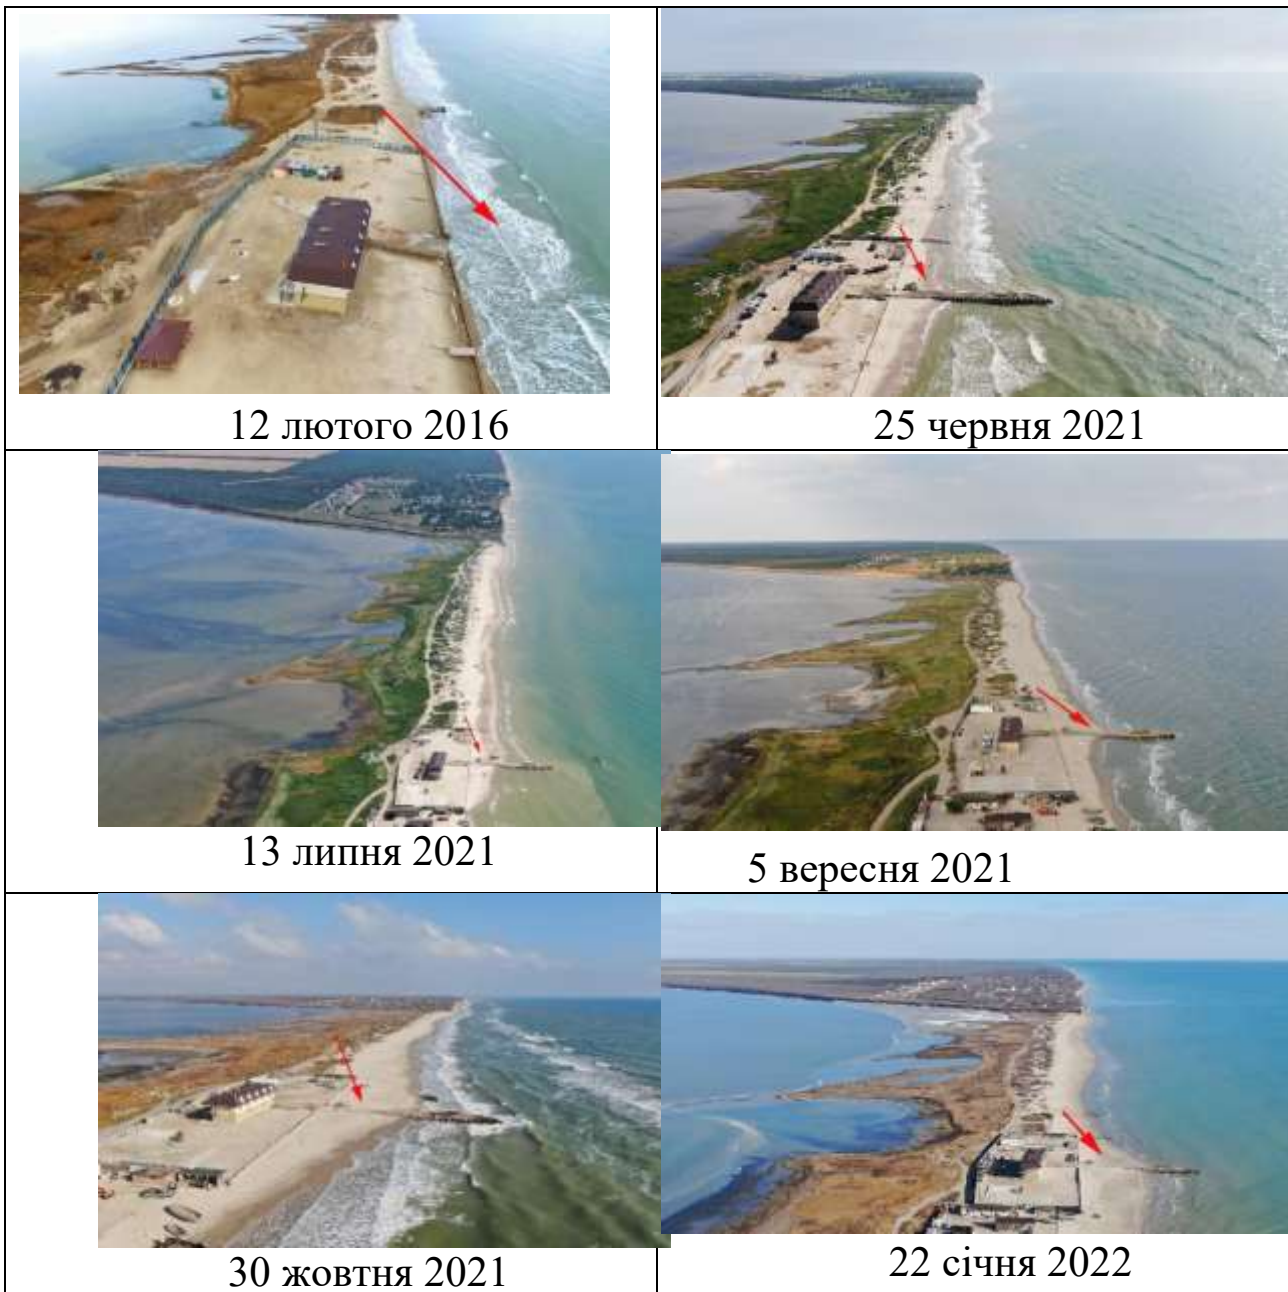 12 лютого 2016
25 червня 2021
13 липня 2021
5 вересня 2021
30 жовтня 2021
22 січня 2022